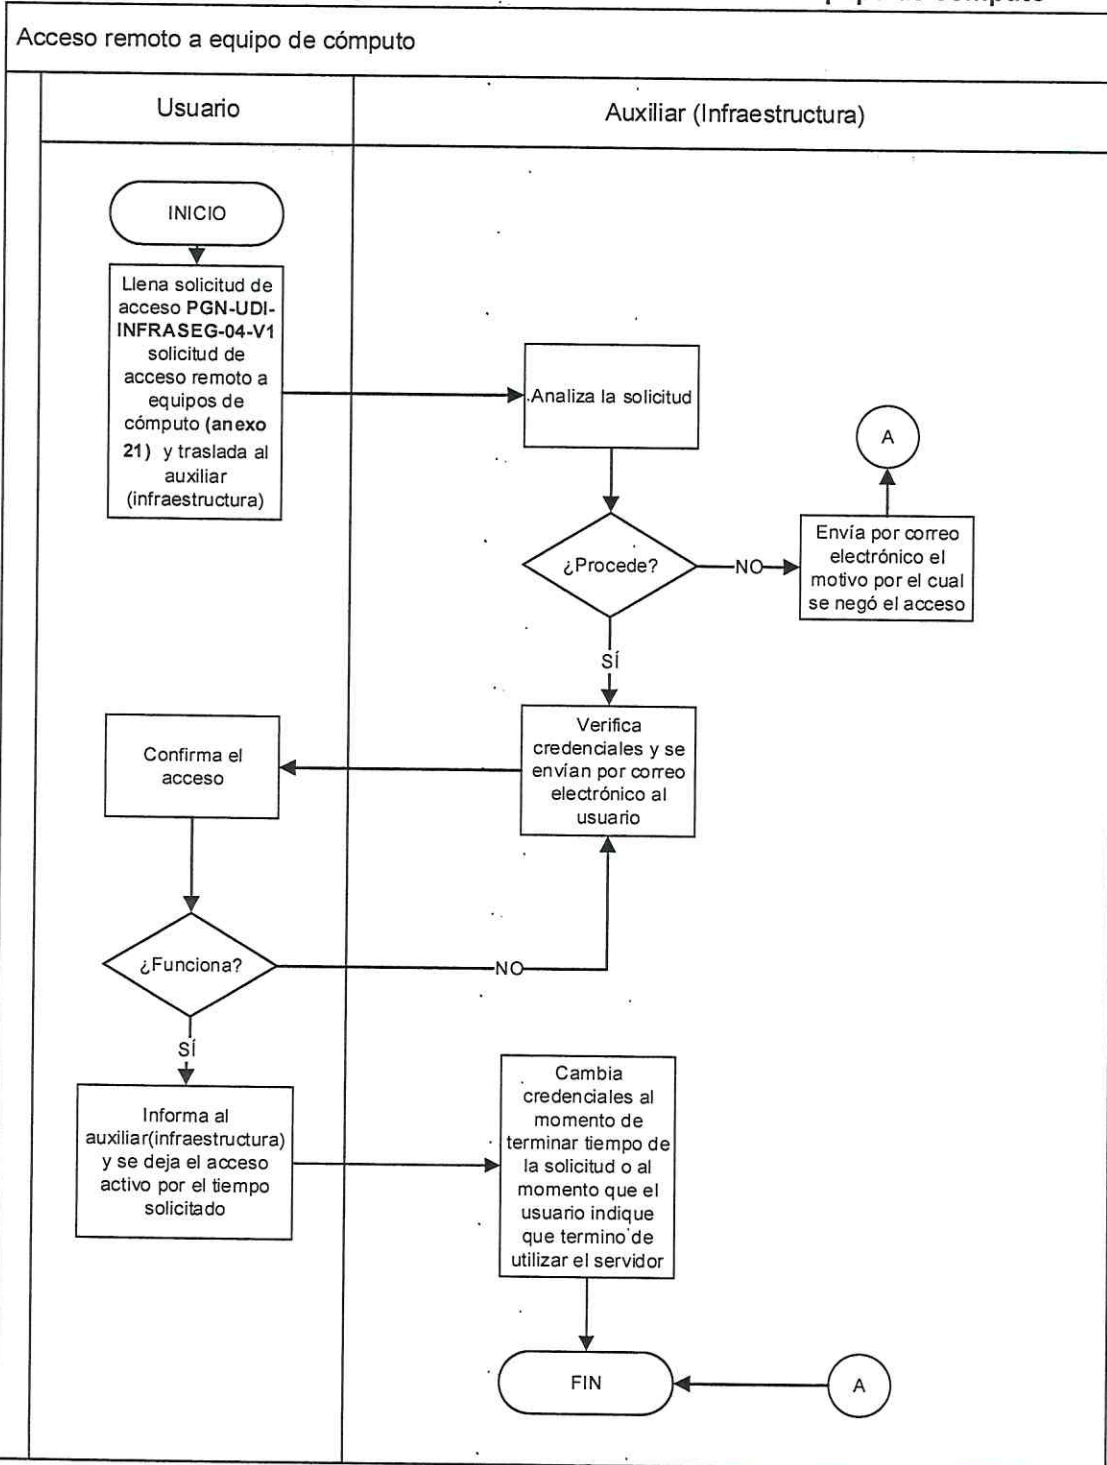 Acceso remoto a equipo de cómputo
Usuario
Auxiliar (Infraestructura)
INICIO
Llena solicitud de
acceso PGN-UDI-
INFRASEG-04-V1
solicitud de
acceso remoto a
equipos de
cómputo (anexo
21) y traslada al
auxiliar
(infraestructura)
Analiza la solicitud
A
¿Procede?
NO
Envía por correo
electrónico el
motivo por el cual
se negó el acceso
SÍ
Verifica
credenciales y se
envían por correo
electrónico al
usuario
Confirma el
acceso
¿Funciona?
NO
SÍ
Informa al
auxiliar(infraestructura)
y se deja el acceso
activo por el tiempo
solicitado
Cambia
credenciales al
momento de
terminar tiempo de
la solicitud o al
momento que el
usuario indique
que termino de
utilizar el servidor
FIN
A